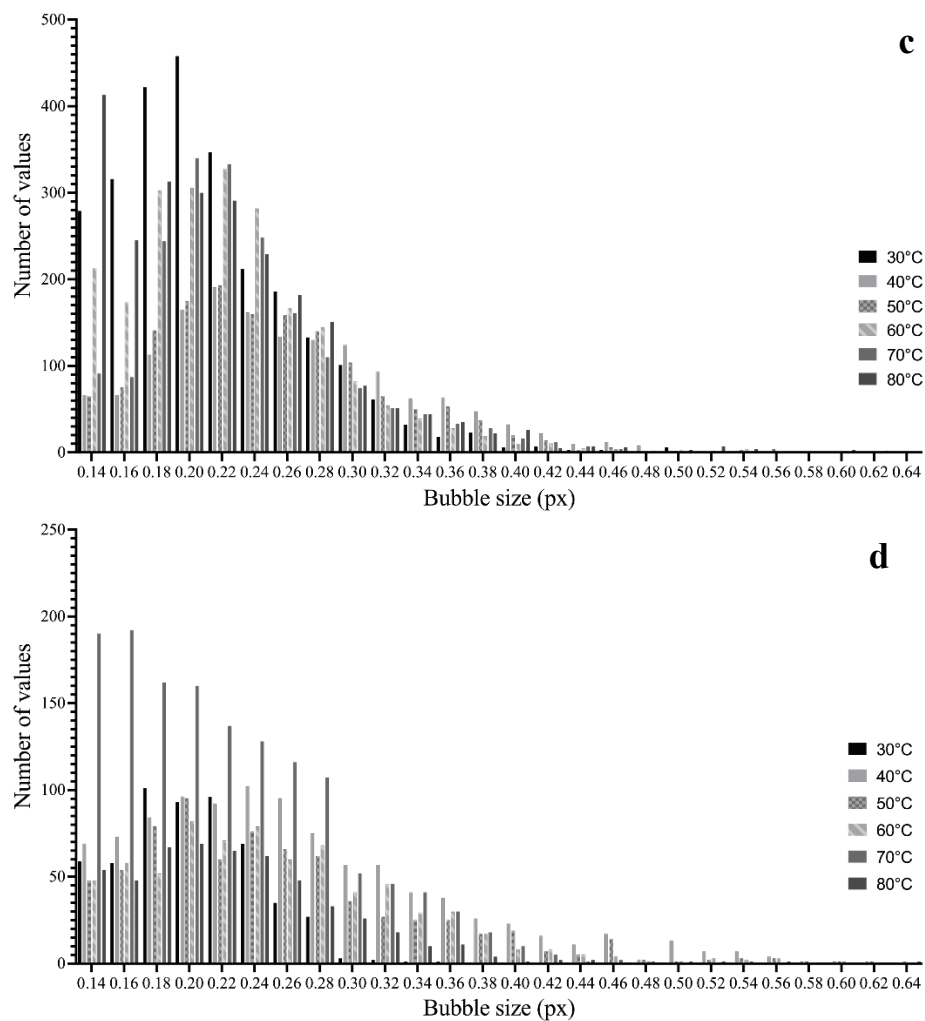 c
500
400
300
200
100
0
Number of values
30°C
40°C
50°C
60°C
70°C
80°C
0.14 0.16 0.18 0.20 0.22 0.24 0.26 0.28 0.30 0.32 0.34 0.36 0.38 0.40 0.42 0.44 0.46 0.48 0.50 0.52 0.54 0.56 0.58 0.60 0.62 0.64
Bubble size (px)
d
250
200
150
100
50
0
Number of values
30°C
40°C
50°C
60°C
70°C
80°C
0.14 0.16 0.18 0.20 0.22 0.24 0.26 0.28 0.30 0.32 0.34 0.36 0.38 0.40 0.42 0.44 0.46 0.48 0.50 0.52 0.54 0.56 0.58 0.60 0.62 0.64
Bubble size (px)